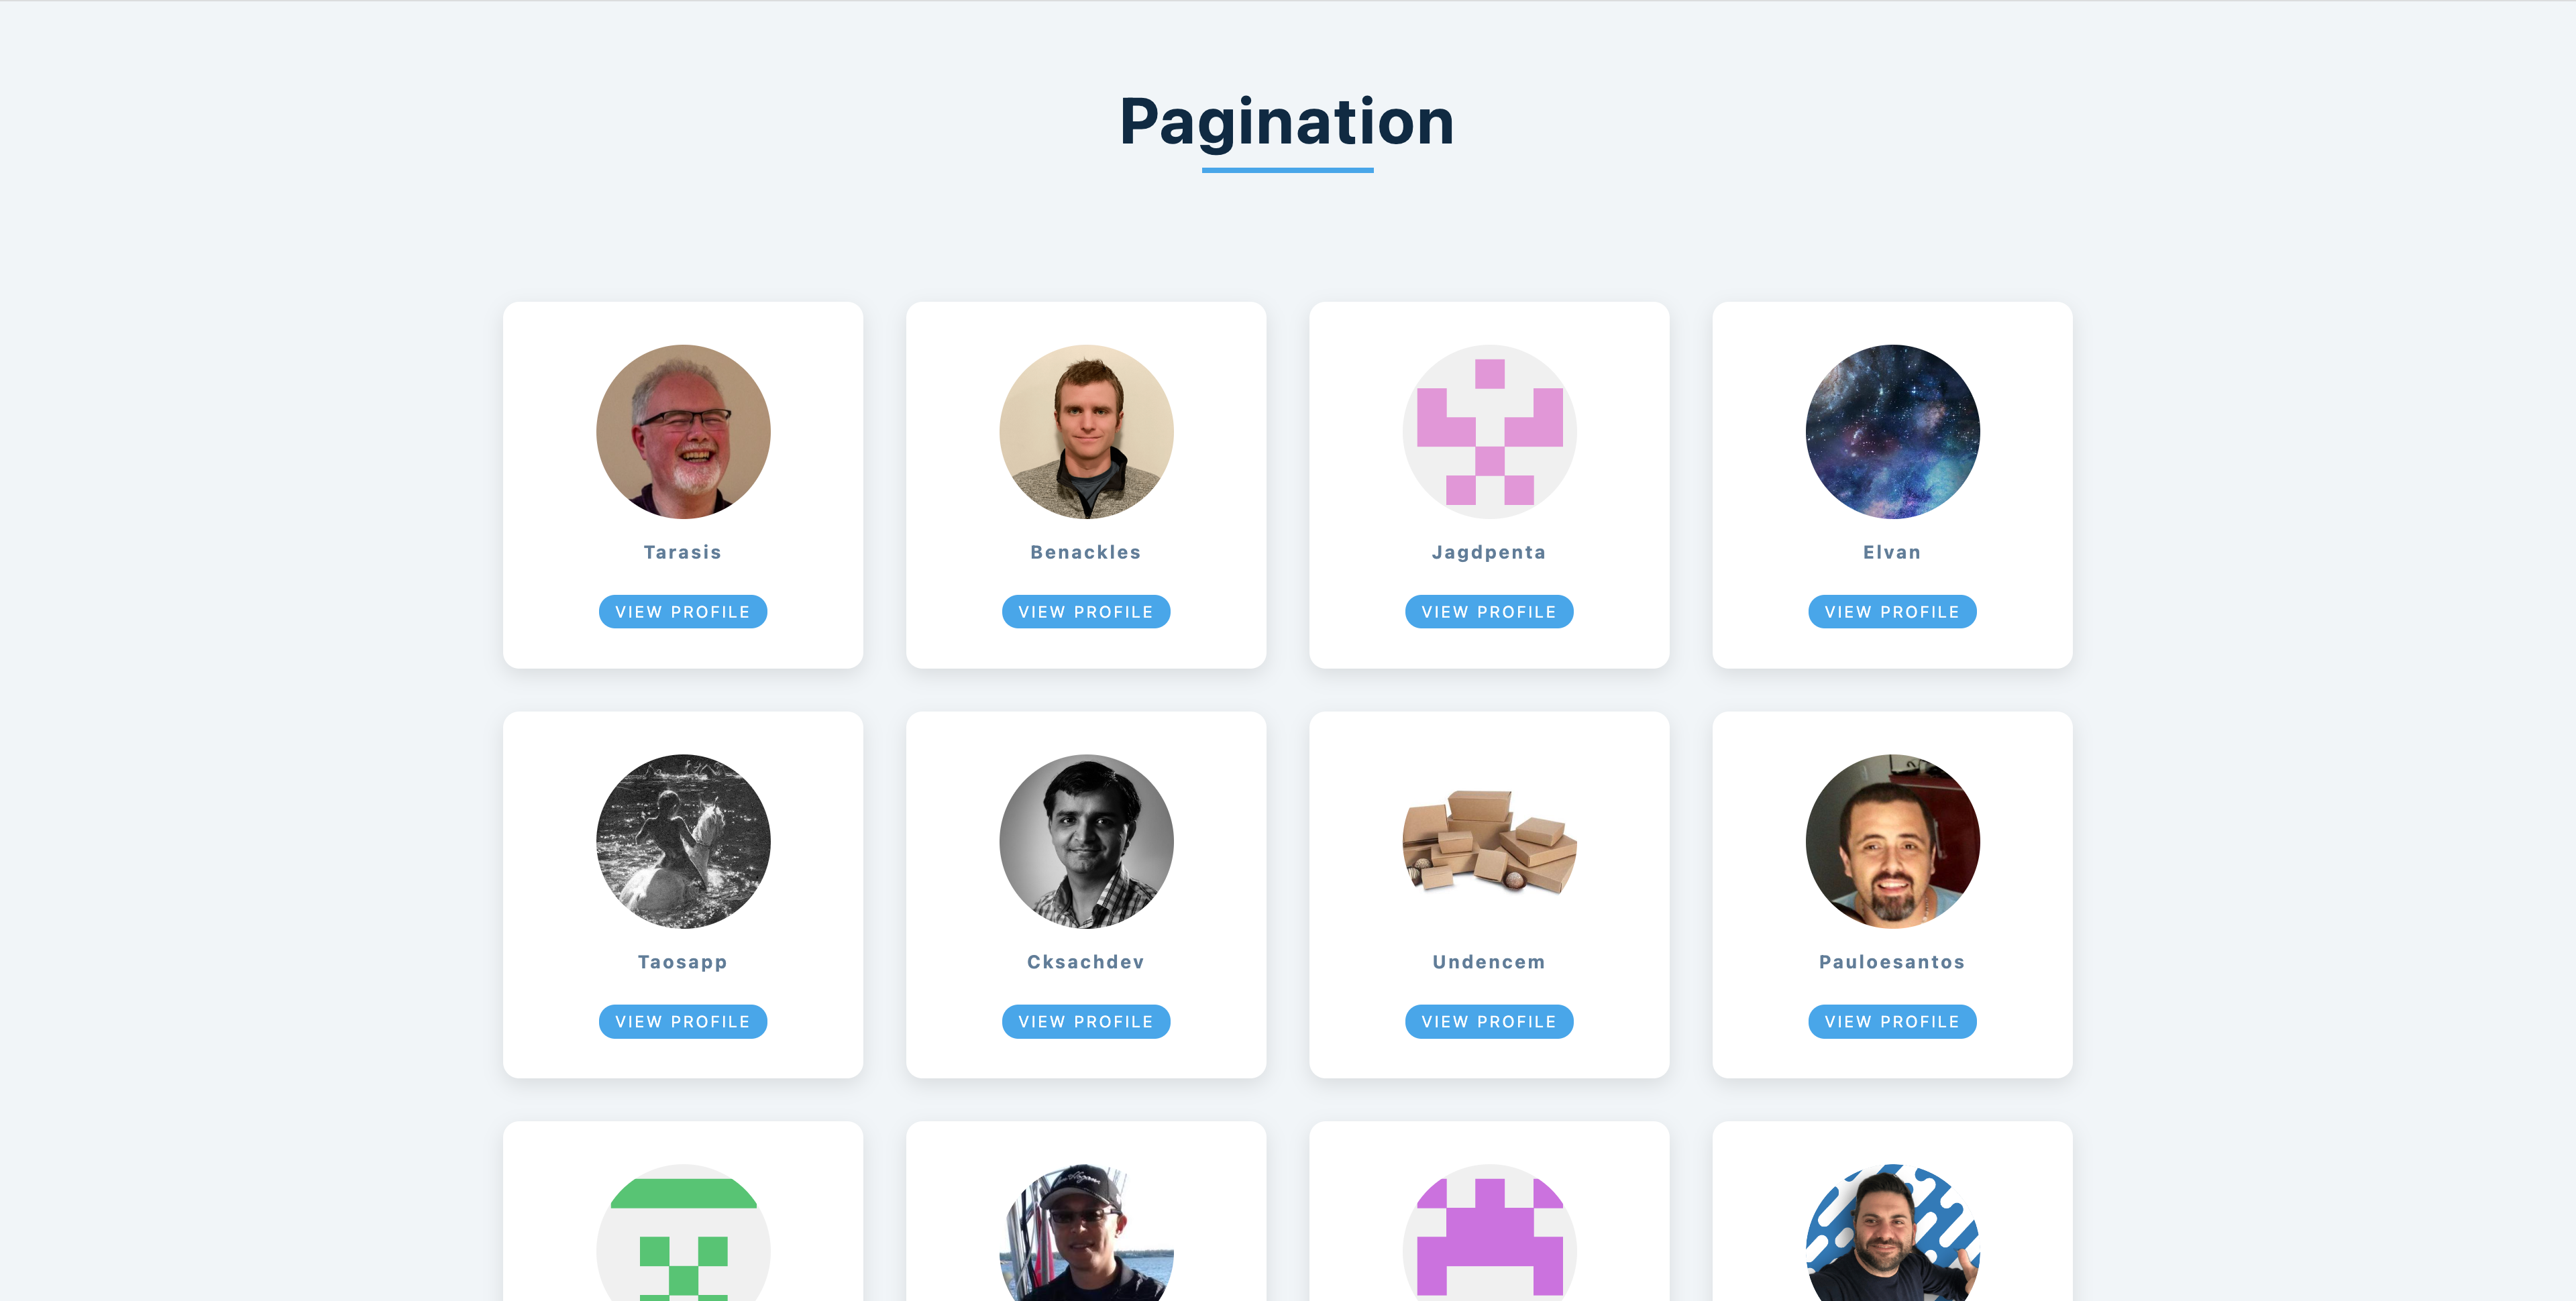 Pagination
Tarasis
Benackles
Jagdpenta
Elvan
VIEW PROFILE
VIEW PROFILE
VIEW PROFILE
VIEW PROFILE
Taosapp
Cksachdev
Undencem
Pauloesantos
VIEW PROFILE
VIEW PROFILE
VIEW PROFILE
VIEW PROFILE